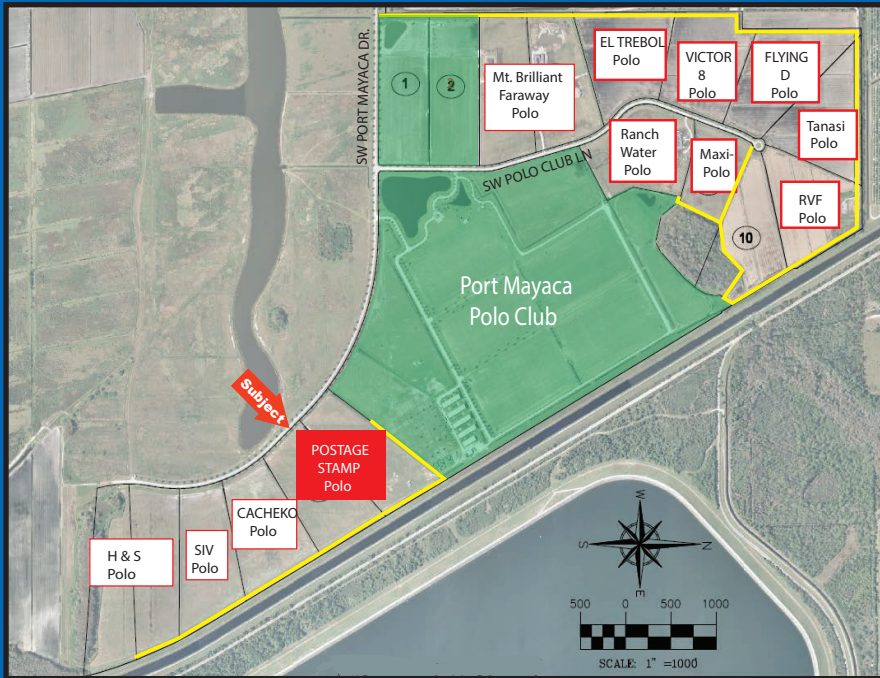 SW PORT MAYACA DR.
1
2
Mt. Brilliant
Faraway
Polo
EL TREBOL
Polo
VICTOR
8
Polo
FLYING
D
Polo
Tanasi
Polo
Ranch
Water
Polo
Maxi-
Polo
RVF
Polo
SW POLO CLUB LN
10
Port Mayaca
Polo Club
Subject
POSTAGE
STAMP
Polo
CACHEKO
Polo
SIV
Polo
H & S
Polo
W
S
N
E
500 0 500 1000
SCALE: 1" =1000'